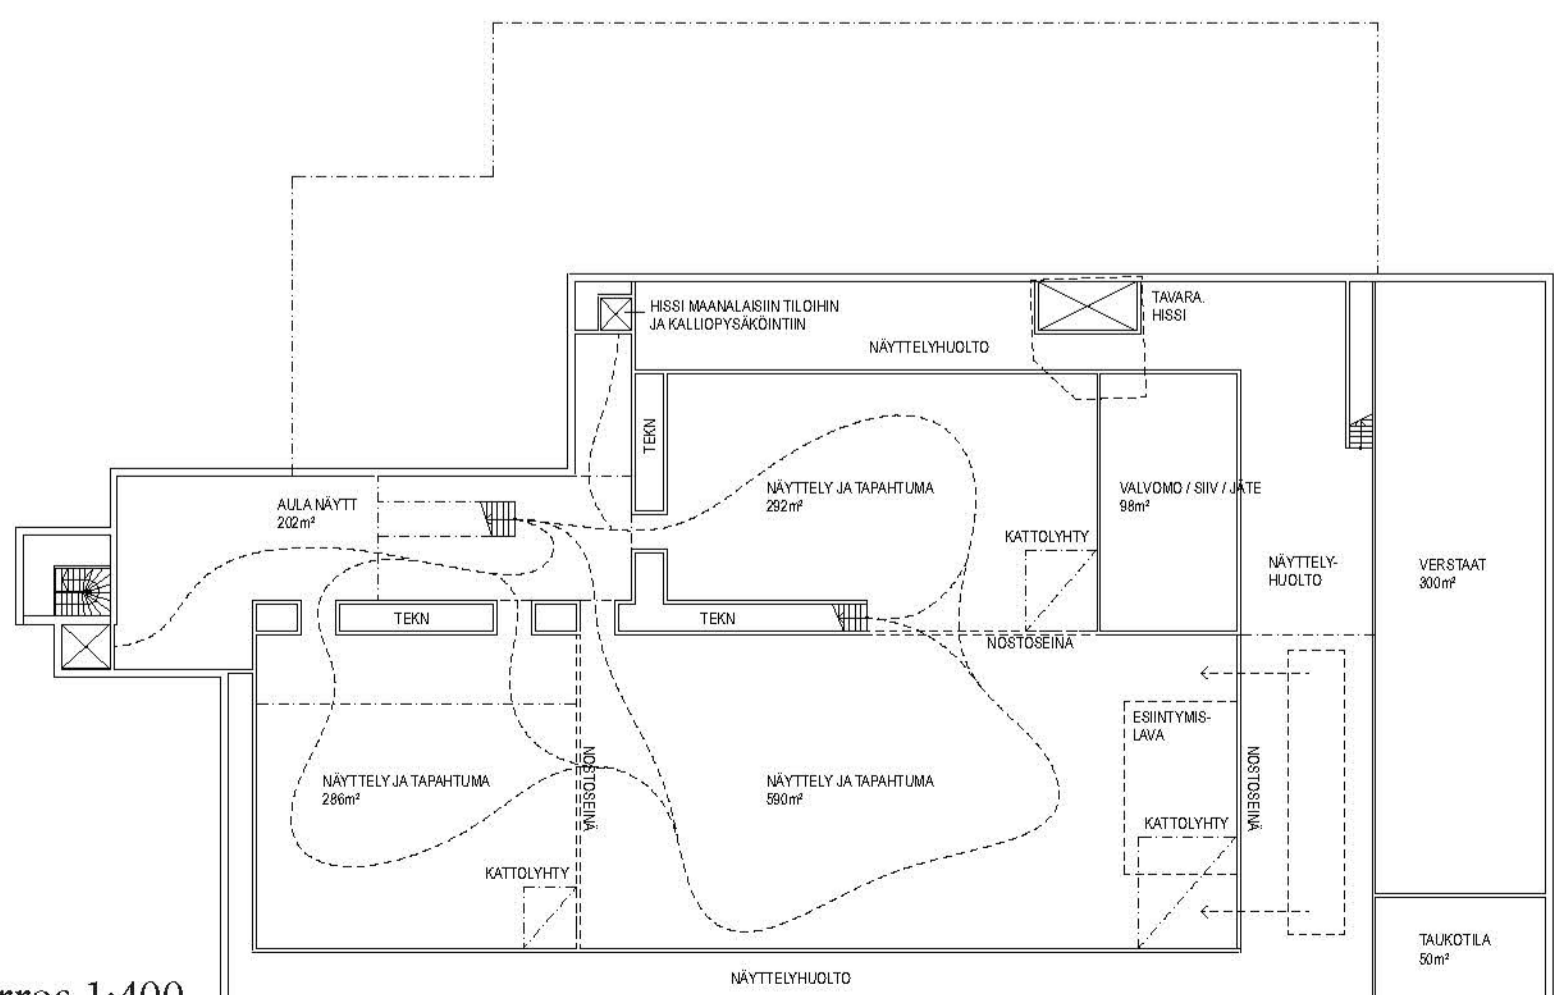 HISSI MAANALAISIIN TILOIHIN
JA KALLIOPYSÄKÖINTIIN
TAVARA.
HISSI
NÄYTTELYHUOLTO
TEKN
NÄYTTELY JA TAPAHTUMA
292m²
VALVOMO / SIIV / JÄTE
98m²
AULA NÄYTT
202m²
KATTOLYHTY
NÄYTTELY-
HUOLTO
VERSTAAT
300m²
TEKN
TEKN
NOSTOSEINÄ
ESIINTYMIS-
LAVA
NOSTOSEINÄ
NOSTOSEINÄ
NÄYTTELY JA TAPAHTUMA
286m²
NÄYTTELY JA TAPAHTUMA
590m²
KATTOLYHTY
KATTOLYHTY
TAUKOTILA
50m²
NÄYTTELYHUOLTO
1:400